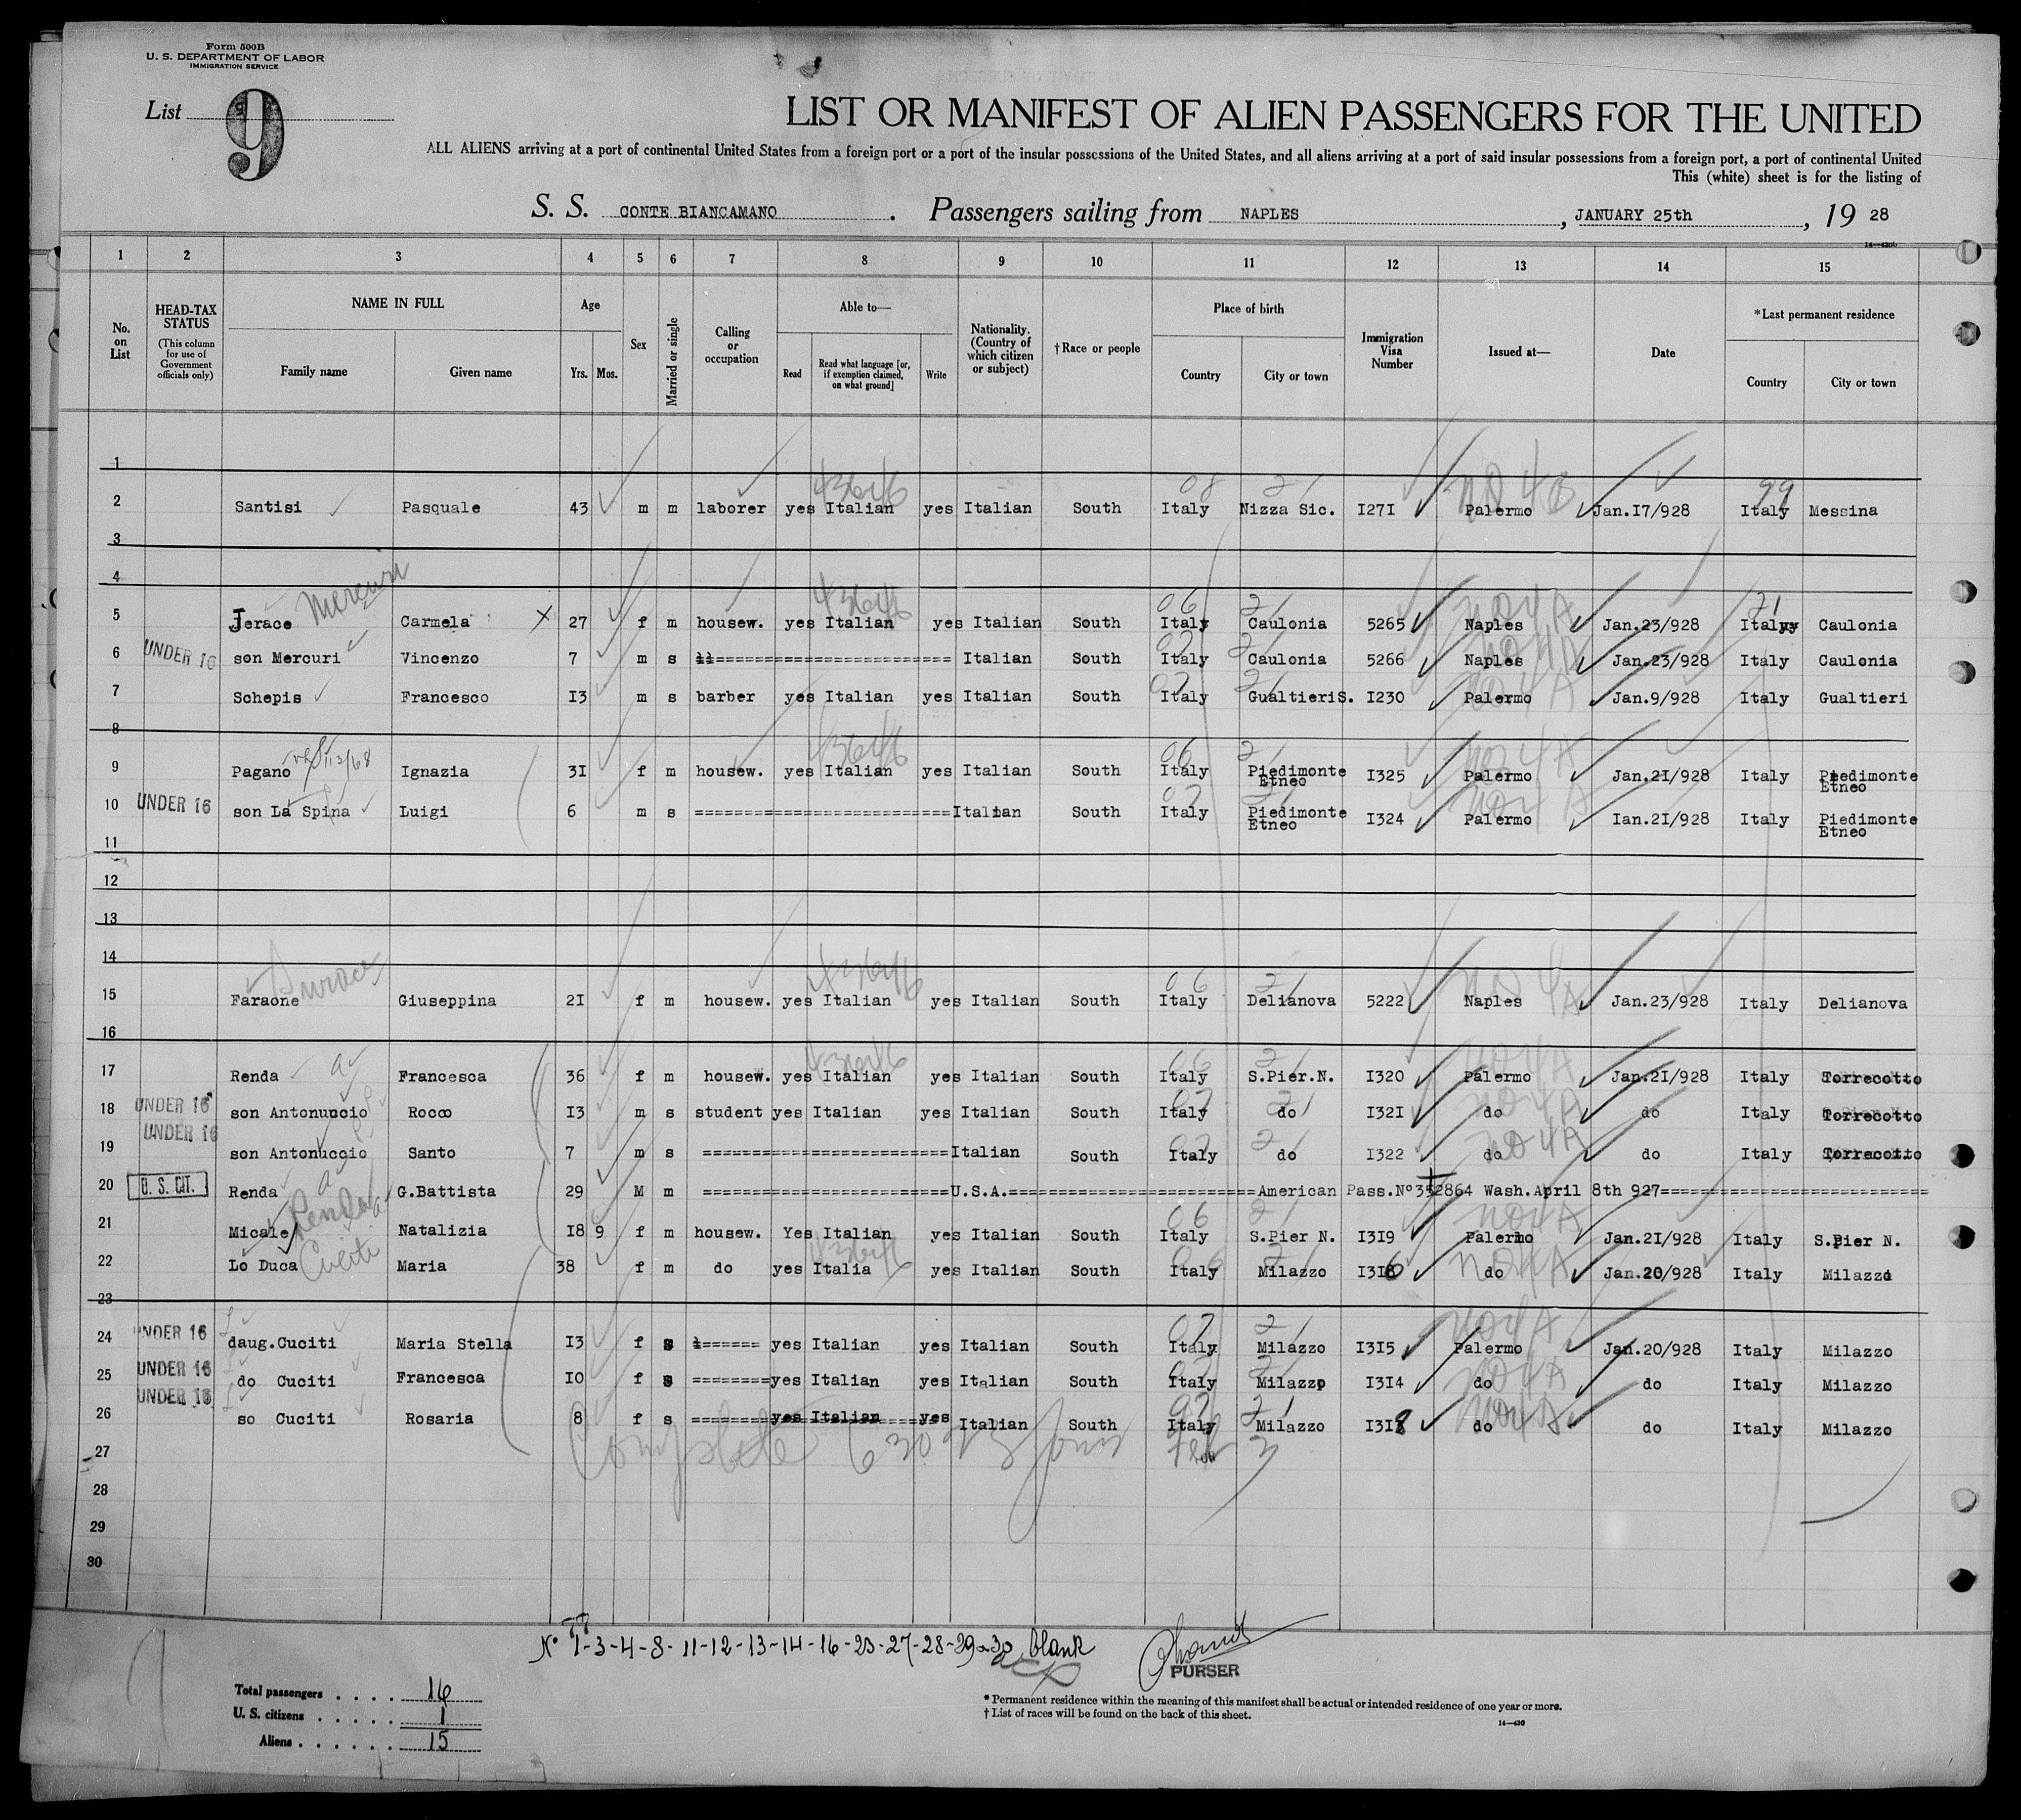 Form 500B
U. S. DEPARTMENT OF LABOR
IMMIGRATION SERVICE
List 9
LIST OR MANIFEST OF ALIEN PASSENGERS FOR THE UNITED
ALL ALIENS arriving at a port of continental United States from a foreign port or a port of the insular possessions of the United States, and all aliens arriving at a port of said insular possessions from a foreign port, a port of continental United
This (white) sheet is for the listing of
S. S. CONTE BIANCAMANO . Passengers sailing from NAPLES , JANUARY 25th , 19 28
1 2 3 4 5 6 7 8 9 10 11 12 13 14 15
No. on List
HEAD-TAX STATUS (This column for use of Government officials only)
NAME IN FULL
Family name Given name
Age
Yrs. Mos.
Sex
Married or single
Calling or occupation
Able to—
Read Read what language [or, if exemption claimed, on what ground] Write
Nationality. (Country of which citizen or subject)
†Race or people
Place of birth
Country City or town
Immigration Visa Number
Issued at—
Date
*Last permanent residence
Country City or town
1
2 Santisi Pasquale 43 m m laborer yes Italian yes Italian South Italy Nizza Sic. I27I Palermo Jan.I7/928 Italy Messina
3
4
5 Jerace Mercuri Carmela X 27 f m housew. yes Italian yes Italian South Italy Caulonia 5265 Naples Jan.23/928 Italy Caulonia
6 UNDER 16 son Mercuri Vincenzo 7 m s Italian South Italy Caulonia 5266 Naples Jan.23/928 Italy Caulonia
7 Schepis Francesco I3 m s barber yes Italian yes Italian South Italy GualtieriS. I230 Palermo Jan.9/928 Italy Gualtieri
8
9 Pagano Ignazia 3I f m housew. yes Italian yes Italian South Italy Piedimonte Etneo I325 Palermo Jan.2I/928 Italy Piedimonte Etneo
10 UNDER 16 son La Spina Luigi 6 m s Italian South Italy Piedimonte Etneo I324 Palermo Ian.2I/928 Italy Piedimonte Etneo
11
12
13
14
15 Faraone Giuseppina 2I f m housew. yes Italian yes Italian South Italy Delianova 5222 Naples Jan.23/928 Italy Delianova
16
17 Renda Francesca 36 f m housew. yes Italian yes Italian South Italy S.Pier.N. I320 Palermo Jan.2I/928 Italy Torrecotto
18 UNDER 16 son Antonuccio Rocco I3 m s student yes Italian yes Italian South Italy do I32I do do Italy Torrecotto
19 UNDER 16 son Antonuccio Santo 7 m s Italian South Italy do I322 do do Italy Torrecotto
20 U. S. CIT. Renda G.Battista 29 M m U.S.A. American Pass.N° 352864 Wash.April 8th 927
21 Micale Renda Natalizia I8 9 f m housew. Yes Italian yes Italian South Italy S.Pier N. I3I9 Palermo Jan.2I/928 Italy S.Pier N.
22 Lo Duca Cuciti Maria 38 f m do yes Italia yes Italian South Italy Milazzo I3I6 do Jan.20/928 Italy Milazzo
23
24 UNDER 16 daug.Cuciti Maria Stella I3 f s yes Italian yes Italian South Italy Milazzo I3I5 Palermo Jan.20/928 Italy Milazzo
25 UNDER 16 do Cuciti Francesca I0 f s yes Italian yes Italian South Italy Milazzo I3I4 do do Italy Milazzo
26 UNDER 16 so Cuciti Rosaria 8 f s yes Italian yes Italian South Italy Milazzo I3I8 do do Italy Milazzo
27 Complete
28
29
30
N° 1-3-4-8-11-12-13-14-16-23-27-28-29-30 blank
PURSER
Total passengers . . . . 16
U. S. citizens . . . . . 1
Aliens . . . . . . 15
* Permanent residence within the meaning of this manifest shall be actual or intended residence of one year or more.
† List of races will be found on the back of this sheet.
14—430